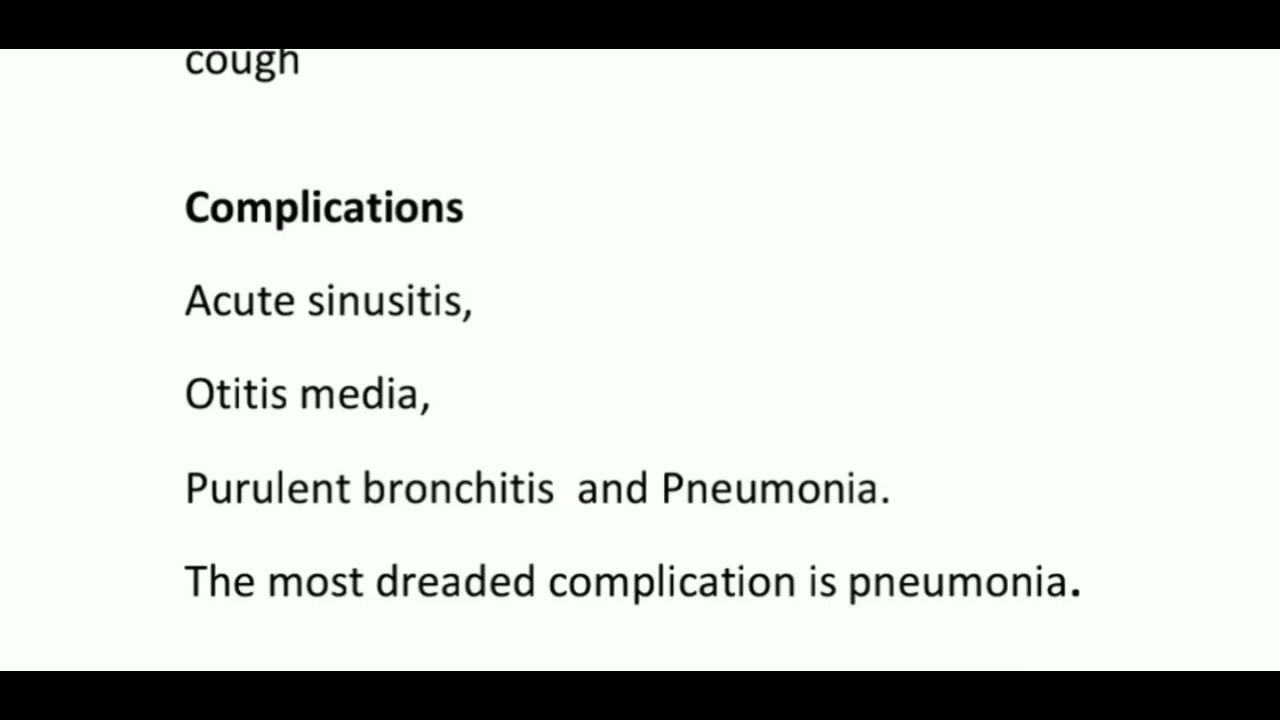 cough
Complications
Acute sinusitis,
Otitis media,
Purulent bronchitis  and Pneumonia.
The most dreaded complication is pneumonia.